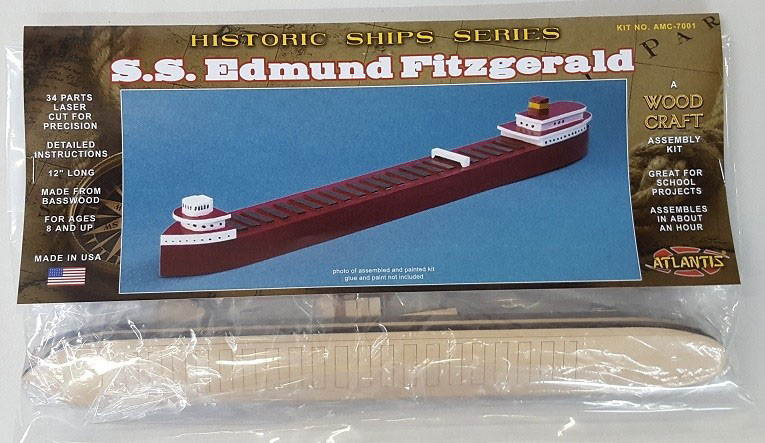 HISTORIC SHIPS SERIES
KIT NO. AMC-7001
S.S. Edmund Fitzgerald
34 PARTS
LASER
CUT FOR
PRECISION
DETAILED
INSTRUCTIONS
12" LONG
MADE FROM
BASSWOOD
FOR AGES
8 AND UP
MADE IN USA
photo of assembled and painted kit
glue and paint not included
A
WOOD
CRAFT
ASSEMBLY
KIT
GREAT FOR
SCHOOL
PROJECTS
ASSEMBLES
IN ABOUT
AN HOUR
ATLANTIS